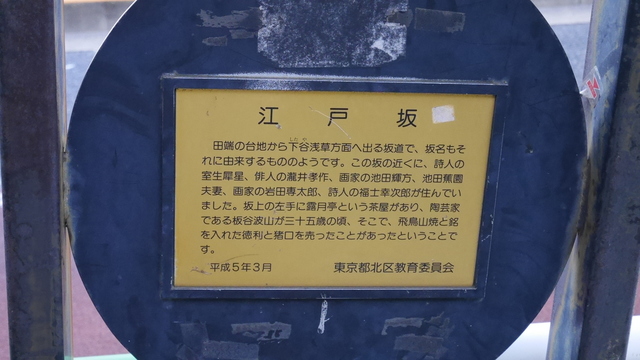 江戸坂
田端の台地から下谷浅草方面へ出る坂道で、坂名もそ
したや
れに由来するもののようです。この坂の近くに、詩人の
室生犀星、俳人の瀧井孝作、画家の池田輝方、池田蕉園
夫妻、画家の岩田専太郎、詩人の福士幸次郎が住んでい
ました。坂上の左手に露月亭という茶屋があり、陶芸家
である板谷波山が三十五歳の頃、そこで、飛鳥山焼と銘
を入れた徳利と猪口を売ったことがあったということで
す。
平成5年3月 東京都北区教育委員会